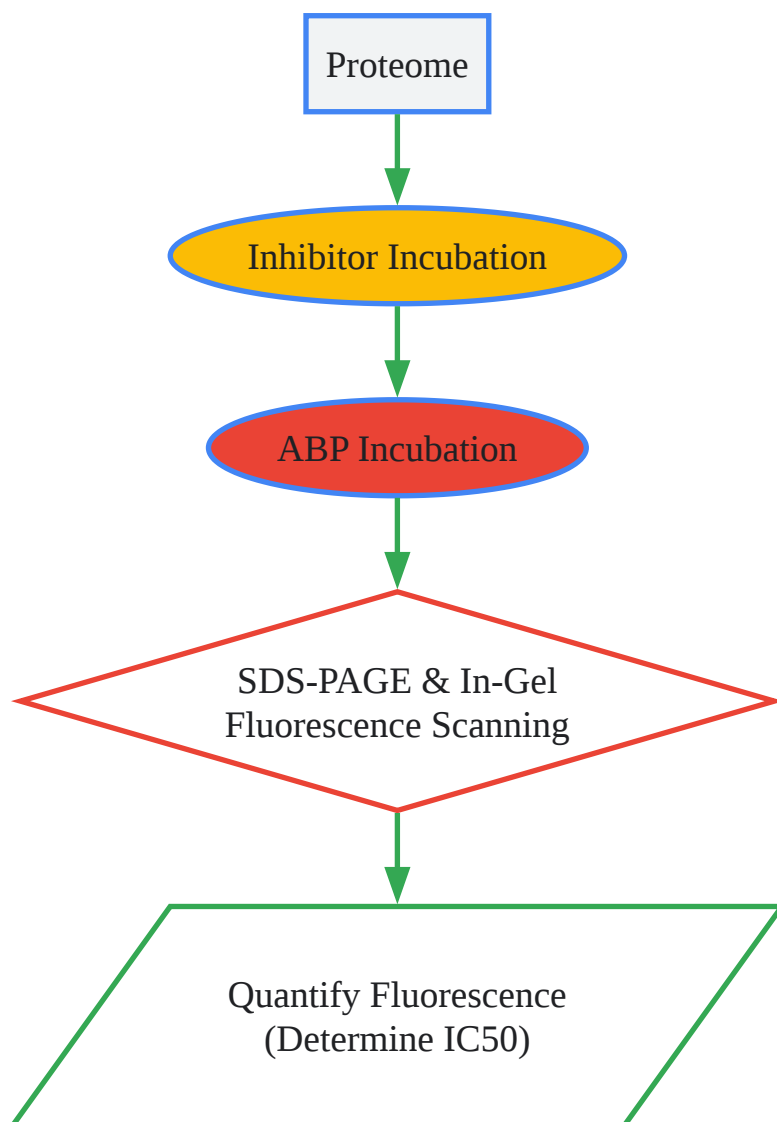 Proteome
Inhibitor Incubation
ABP Incubation
SDS-PAGE & In-Gel
Fluorescence Scanning
Quantify Fluorescence
(Determine IC50)